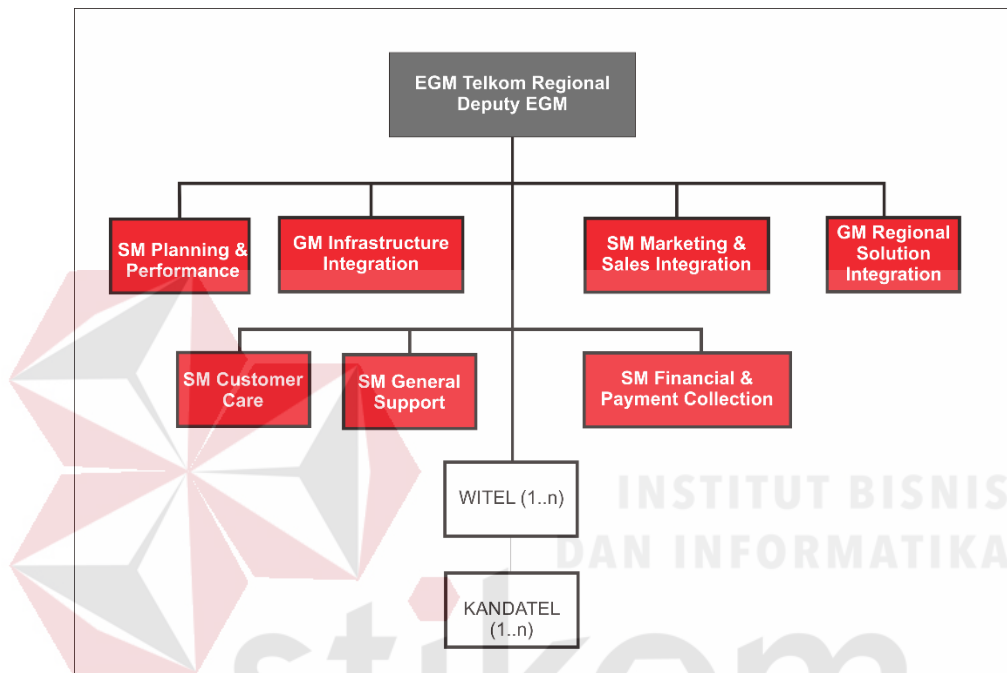 EGM Telkom Regional
Deputy EGM
SM Planning &
Performance
GM Infrastructure
Integration
SM Marketing &
Sales Integration
GM Regional
Solution
Integration
SM Customer
Care
SM General
Support
SM Financial &
Payment Collection
WITEL (1..n)
INSTITUT BISNIS
DAN INFORMATIKA
KANDATEL
(1..n)
stikom